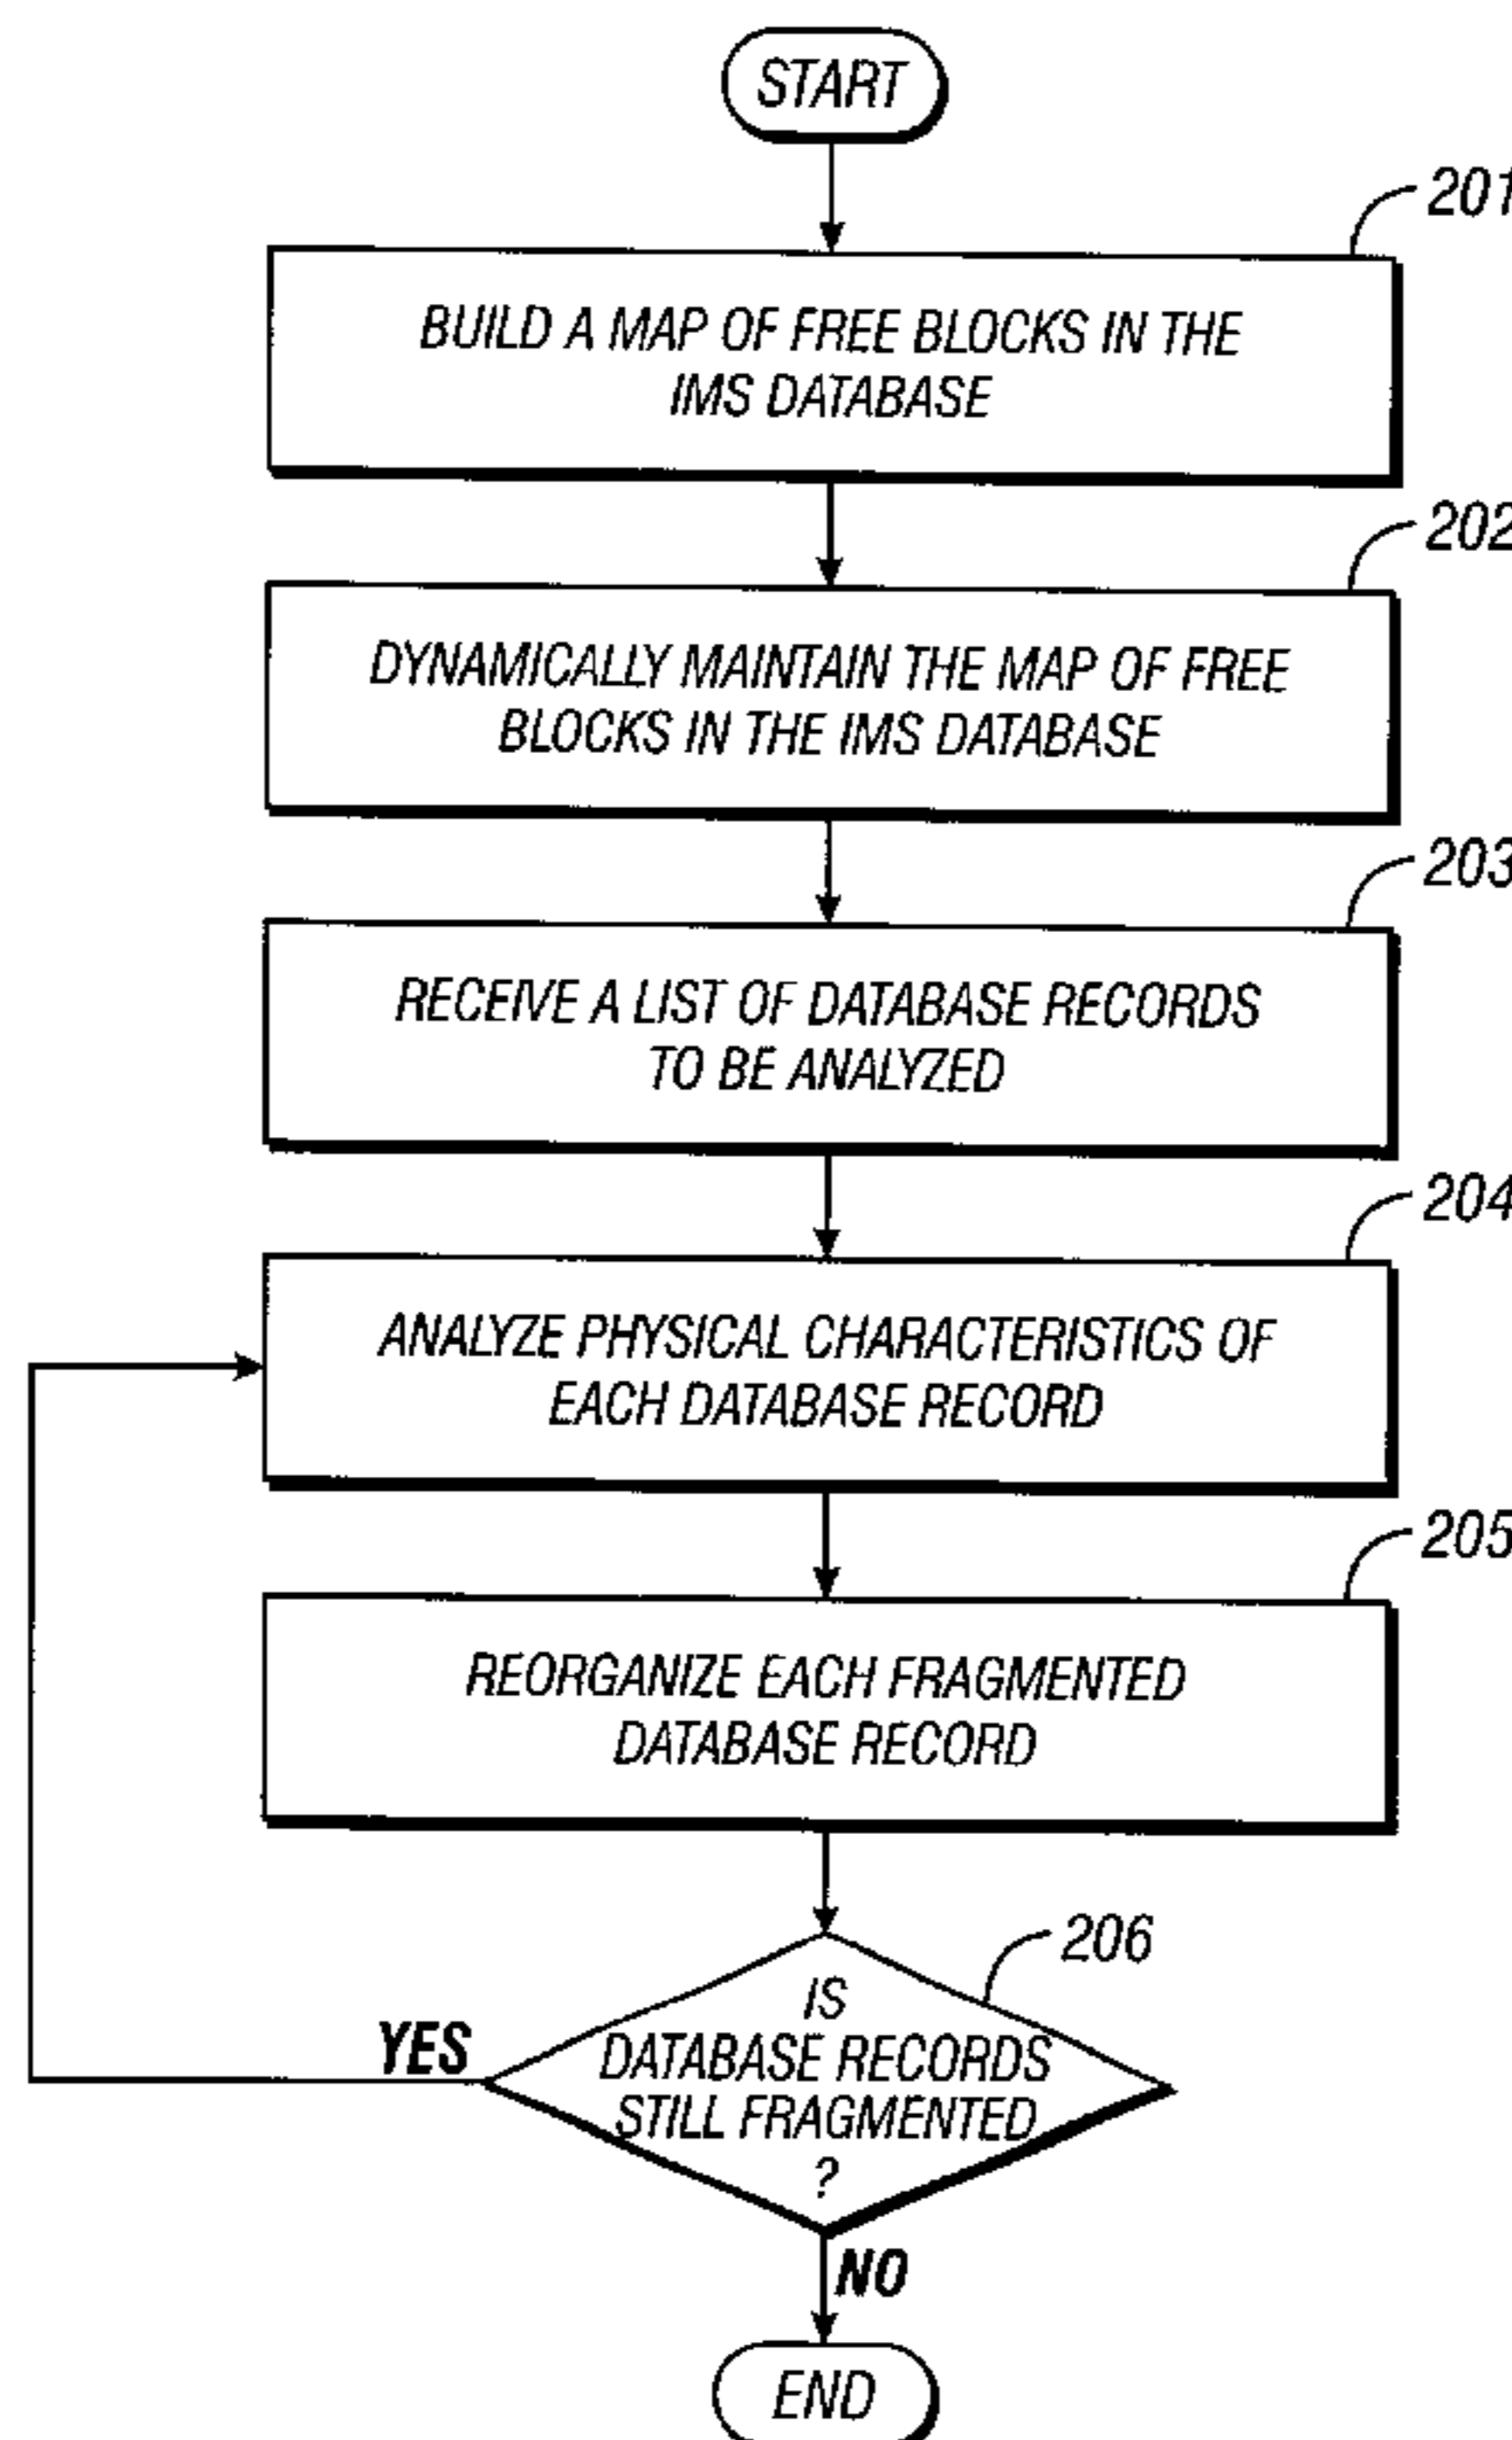 START
201
BUILD A MAP OF FREE BLOCKS IN THE
IMS DATABASE
202
DYNAMICALLY MAINTAIN THE MAP OF FREE
BLOCKS IN THE IMS DATABASE
203
RECEIVE A LIST OF DATABASE RECORDS
TO BE ANALYZED
204
ANALYZE PHYSICAL CHARACTERISTICS OF
EACH DATABASE RECORD
205
REORGANIZE EACH FRAGMENTED
DATABASE RECORD
206
IS
DATABASE RECORDS
STILL FRAGMENTED
?
YES
NO
END